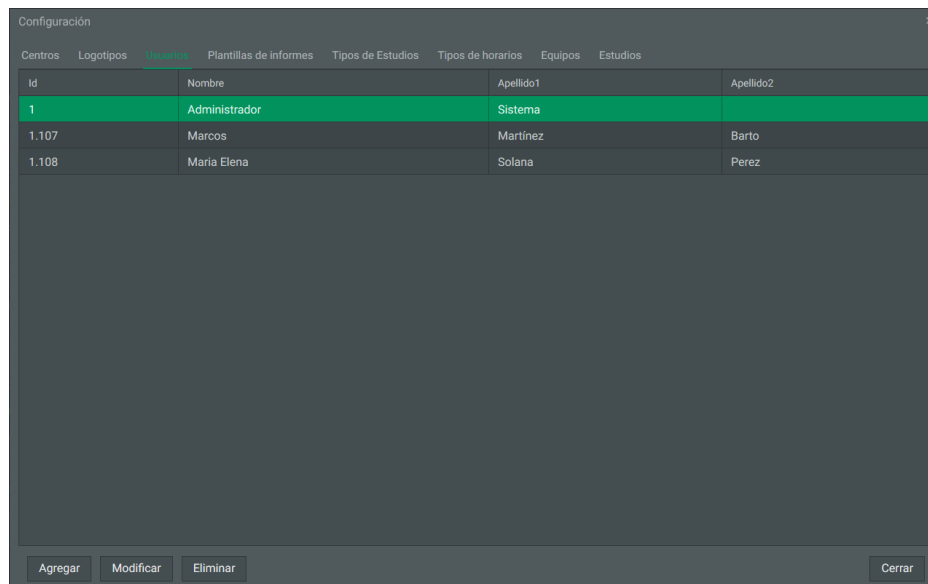 Configuración
Centros Logotipos Usuarios Plantillas de informes Tipos de Estudios Tipos de horarios Equipos Estudios
Id Nombre Apellido1 Apellido2
1 Administrador Sistema
1.107 Marcos Martínez Barto
1.108 Maria Elena Solana Perez
Agregar Modificar Eliminar Cerrar